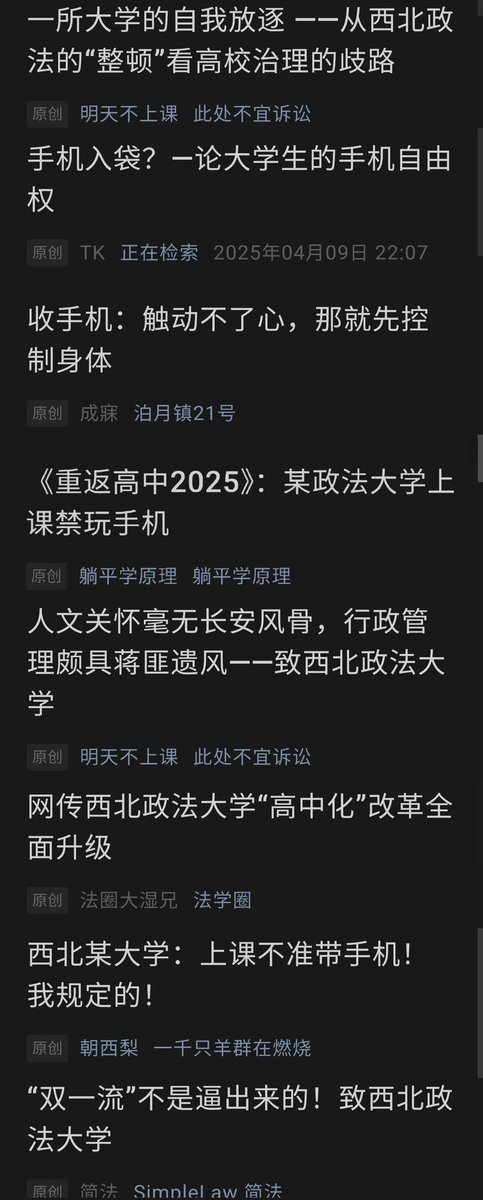 一所大学的自我放逐 ——从西北政
法的“整顿”看高校治理的歧路
原创 明天不上课 此处不宜诉讼
手机入袋？—论大学生的手机自由
权
原创 TK 正在检索 2025年04月09日 22:07
收手机：触动不了心，那就先控
制身体
原创 成寐 泊月镇21号
《重返高中2025》：某政法大学上
课禁玩手机
原创 躺平学原理 躺平学原理
人文关怀毫无长安风骨，行政管
理颇具蒋匪遗风——致西北政法大
学
原创 明天不上课 此处不宜诉讼
网传西北政法大学“高中化”改革全
面升级
原创 法圈大湿兄 法学圈
西北某大学：上课不准带手机！
我规定的！
原创 朝西梨 一千只羊群在燃烧
“双一流”不是逼出来的！致西北政
法大学
原创 简法 SimpleLaw 简法